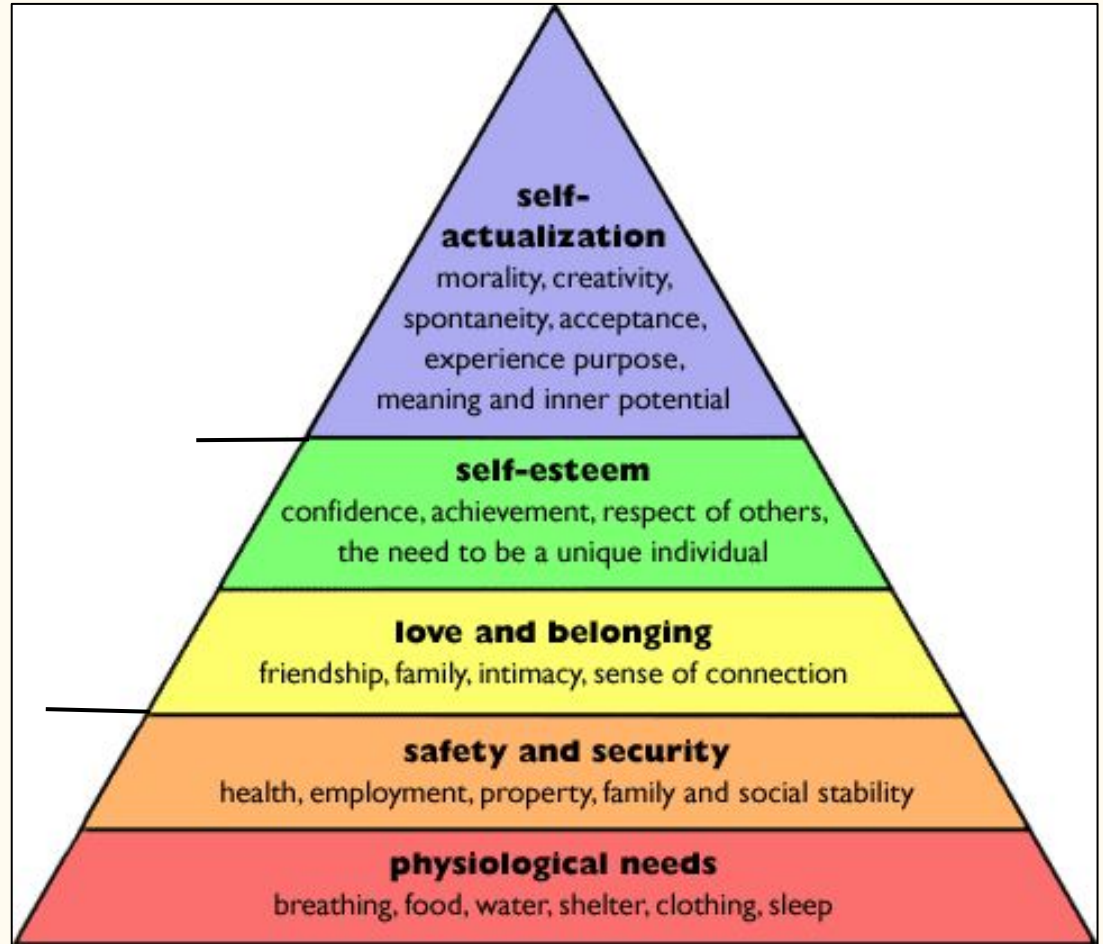 self-
actualization
morality, creativity,
spontaneity, acceptance,
experience purpose,
meaning and inner potential
self-esteem
confidence, achievement, respect of others,
the need to be a unique individual
love and belonging
friendship, family, intimacy, sense of connection
safety and security
health, employment, property, family and social stability
physiological needs
breathing, food, water, shelter, clothing, sleep